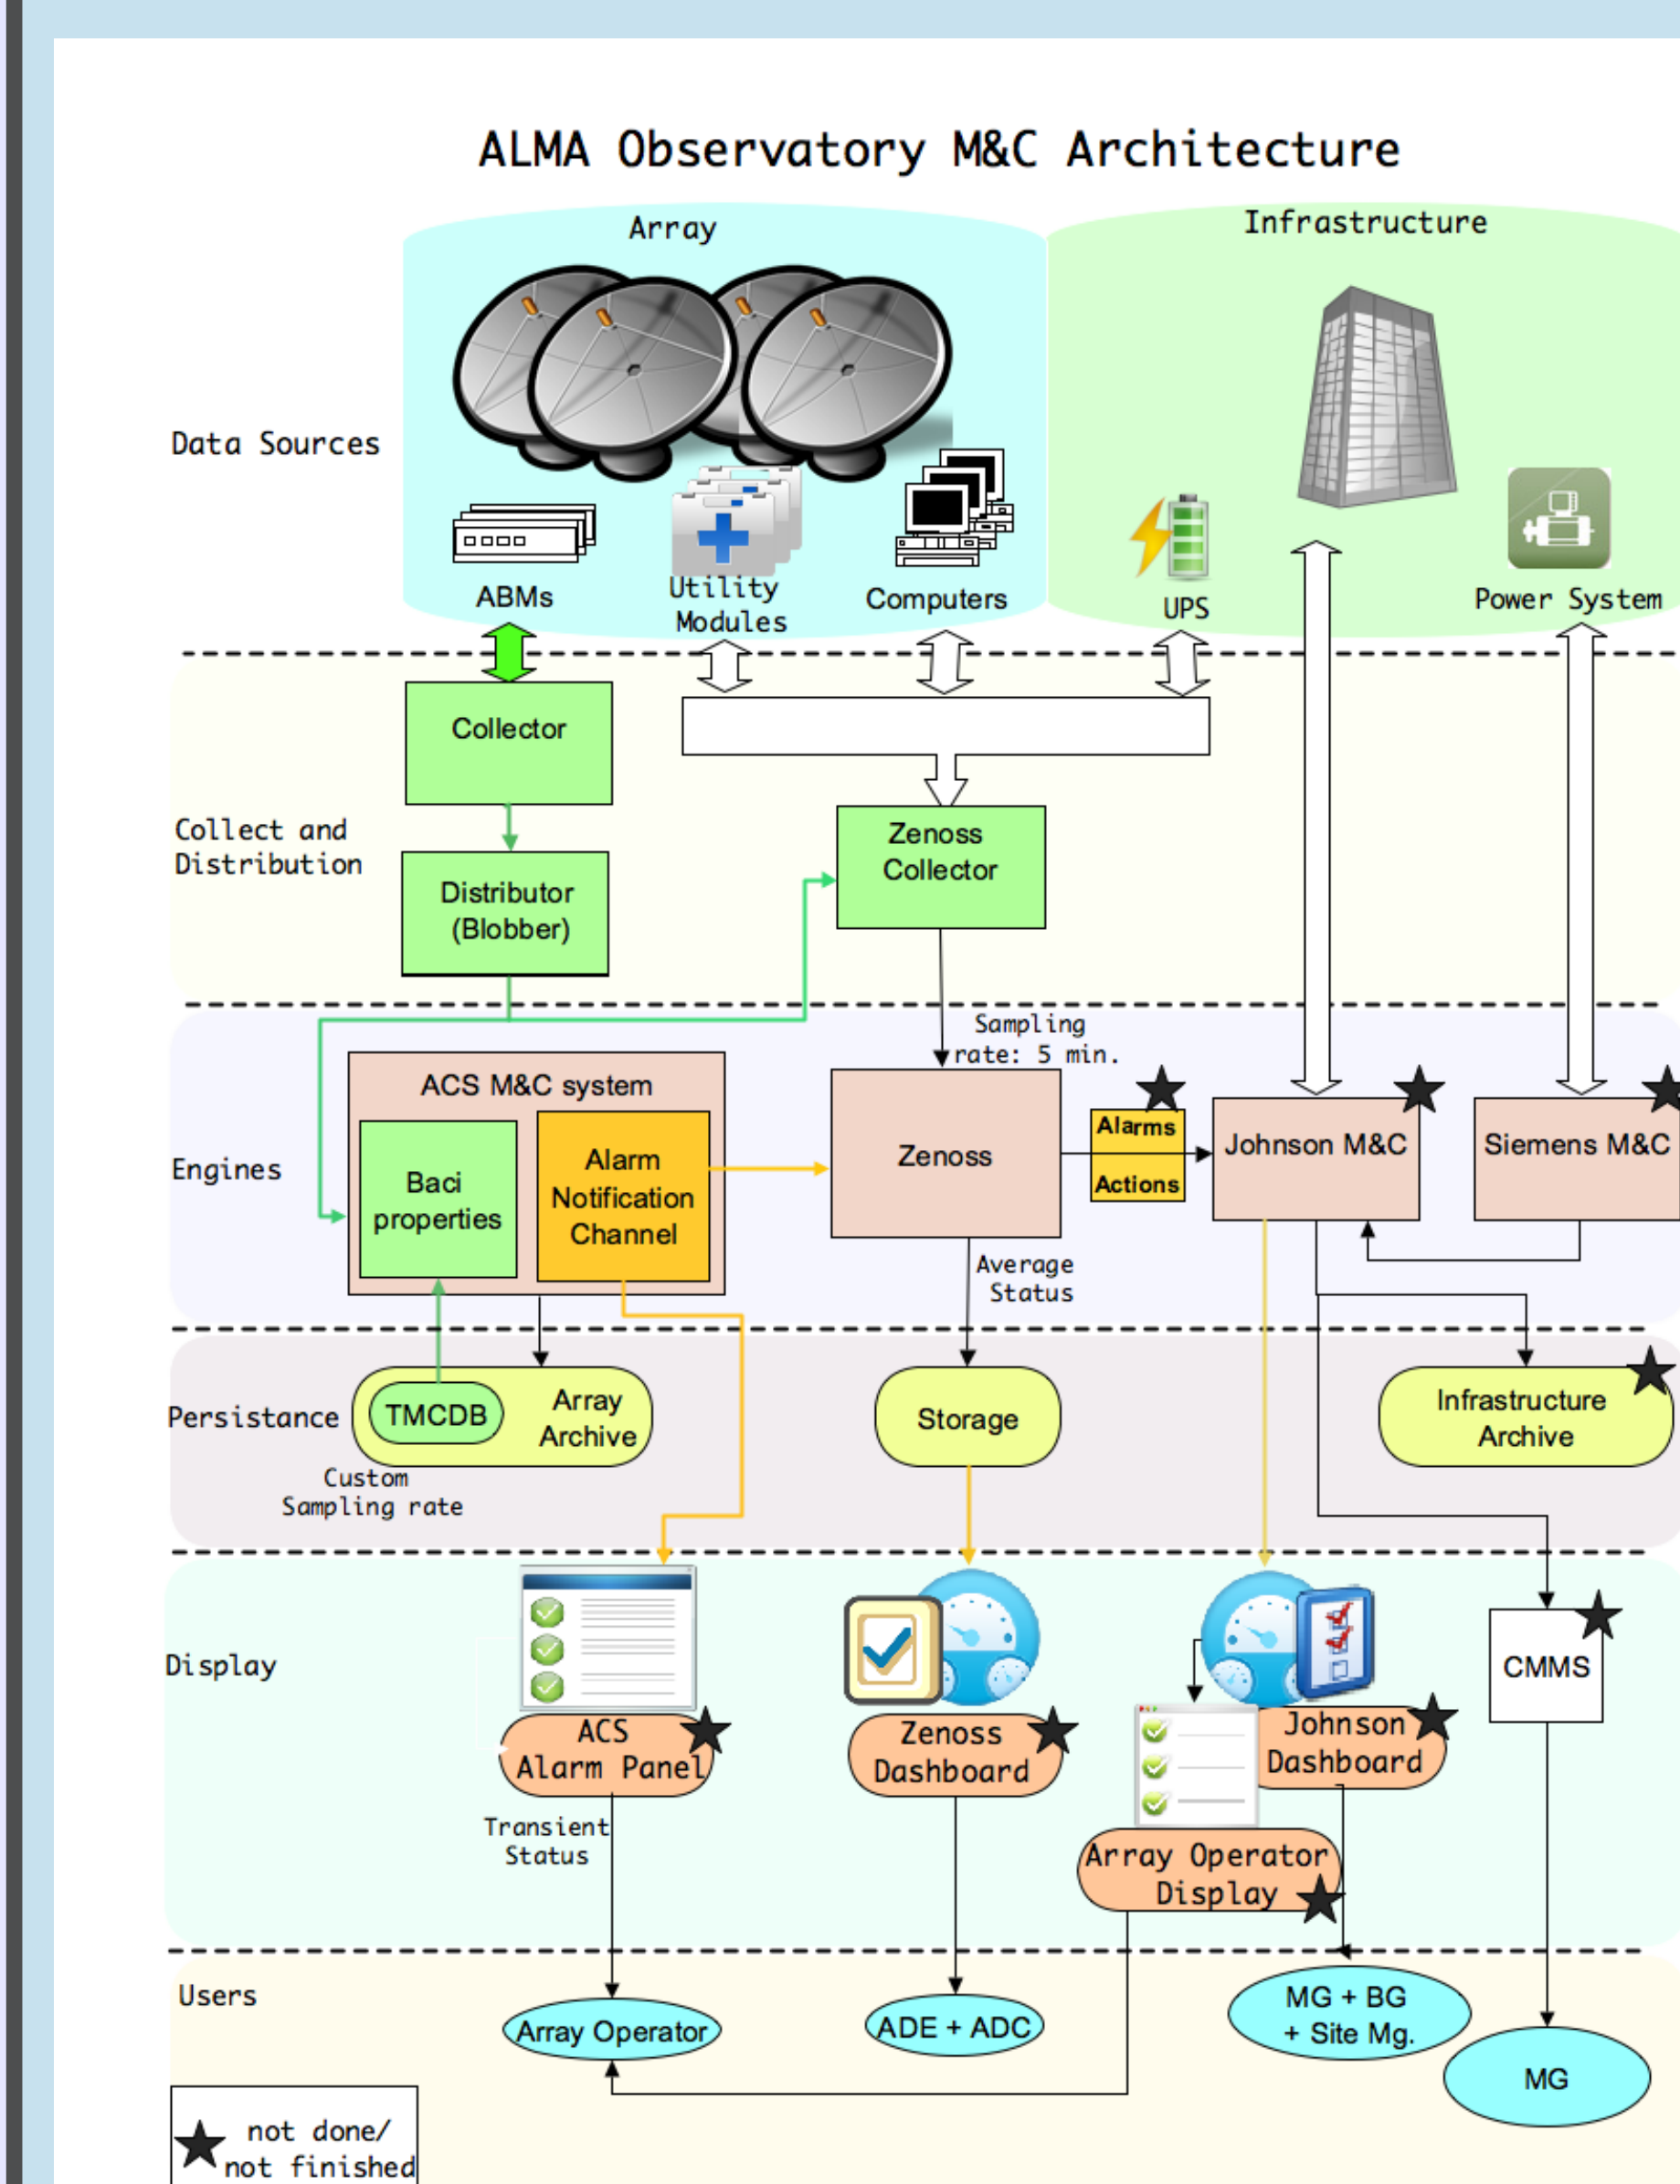 ALMA Observatory M&C Architecture
Array
Infrastructure
Data Sources
ABMs
Utility
Modules
Computers
UPS
Power System
Collector
Collect and
Distribution
Zenoss
Collector
Distributor
(Blobber)
Sampling
rate: 5 min.
ACS M&C system
Engines
Baci
properties
Alarm
Notification
Channel
Zenoss
Alarms
Actions
Johnson M&C
Siemens M&C
Average
Status
Persistance
TMCDB
Array
Archive
Storage
Infrastructure
Archive
Custom
Sampling rate
Display
CMMS
ACS
Alarm Panel
Zenoss
Dashboard
Johnson
Dashboard
Transient
Status
Array Operator
Display
Users
Array Operator
ADE + ADC
MG + BG
+ Site Mg.
MG
not done/
not finished